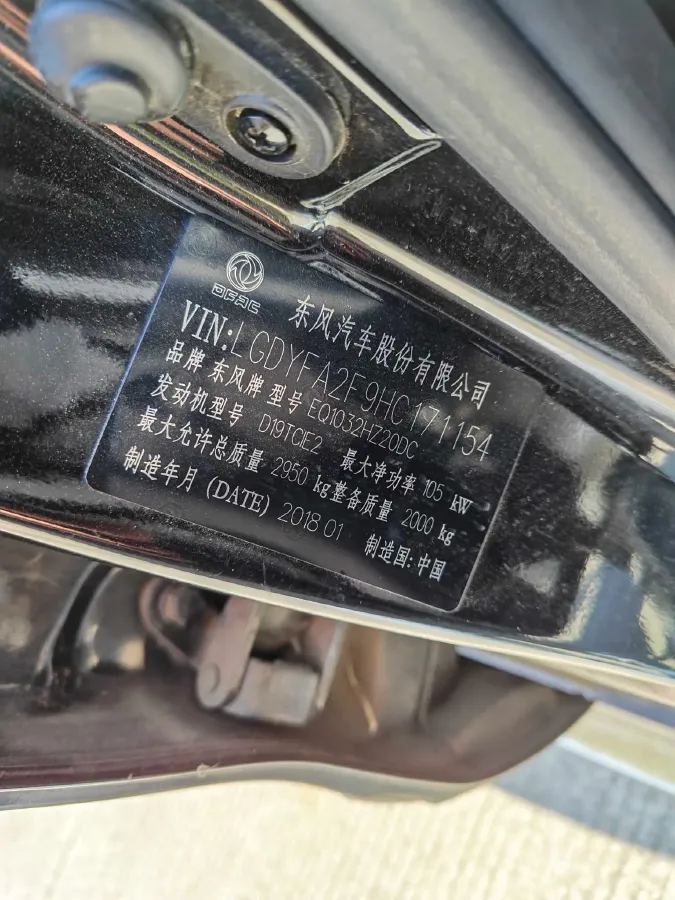 DFAC
东风汽车股份有限公司
VIN: LGDYFA2F9HC171154
品牌 东风牌 型号 EQ1032HZ20DC
发动机型号 D19TCIE2 最大净功率 105 kW
最大允许总质量 2950 kg 整备质量 2000 kg
制造年月 (DATE) 2018 01 制造国: 中国